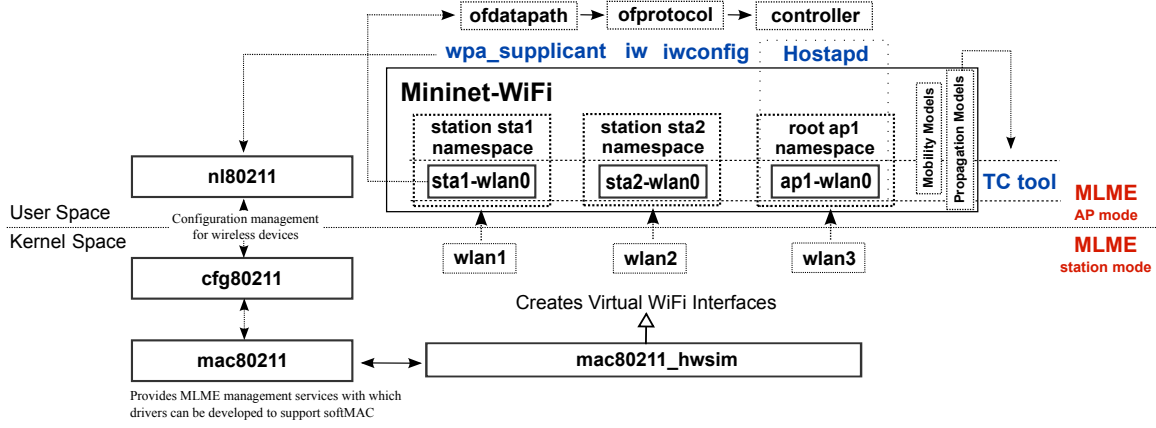 ofdatapath ofprotocol controller
wpa_supplicant iw iwconfig Hostapd
Mininet-WiFi
station sta1
namespace
sta1-wlan0
station sta2
namespace
sta2-wlan0
root ap1
namespace
ap1-wlan0
Mobility Models
Propagation Models
TC tool
MLME
AP mode
nl80211
User Space
Configuration management
for wireless devices
Kernel Space
MLME
station mode
wlan1 wlan2 wlan3
cfg80211
Creates Virtual WiFi Interfaces
mac80211
mac80211_hwsim
Provides MLME management services with which
drivers can be developed to support softMAC